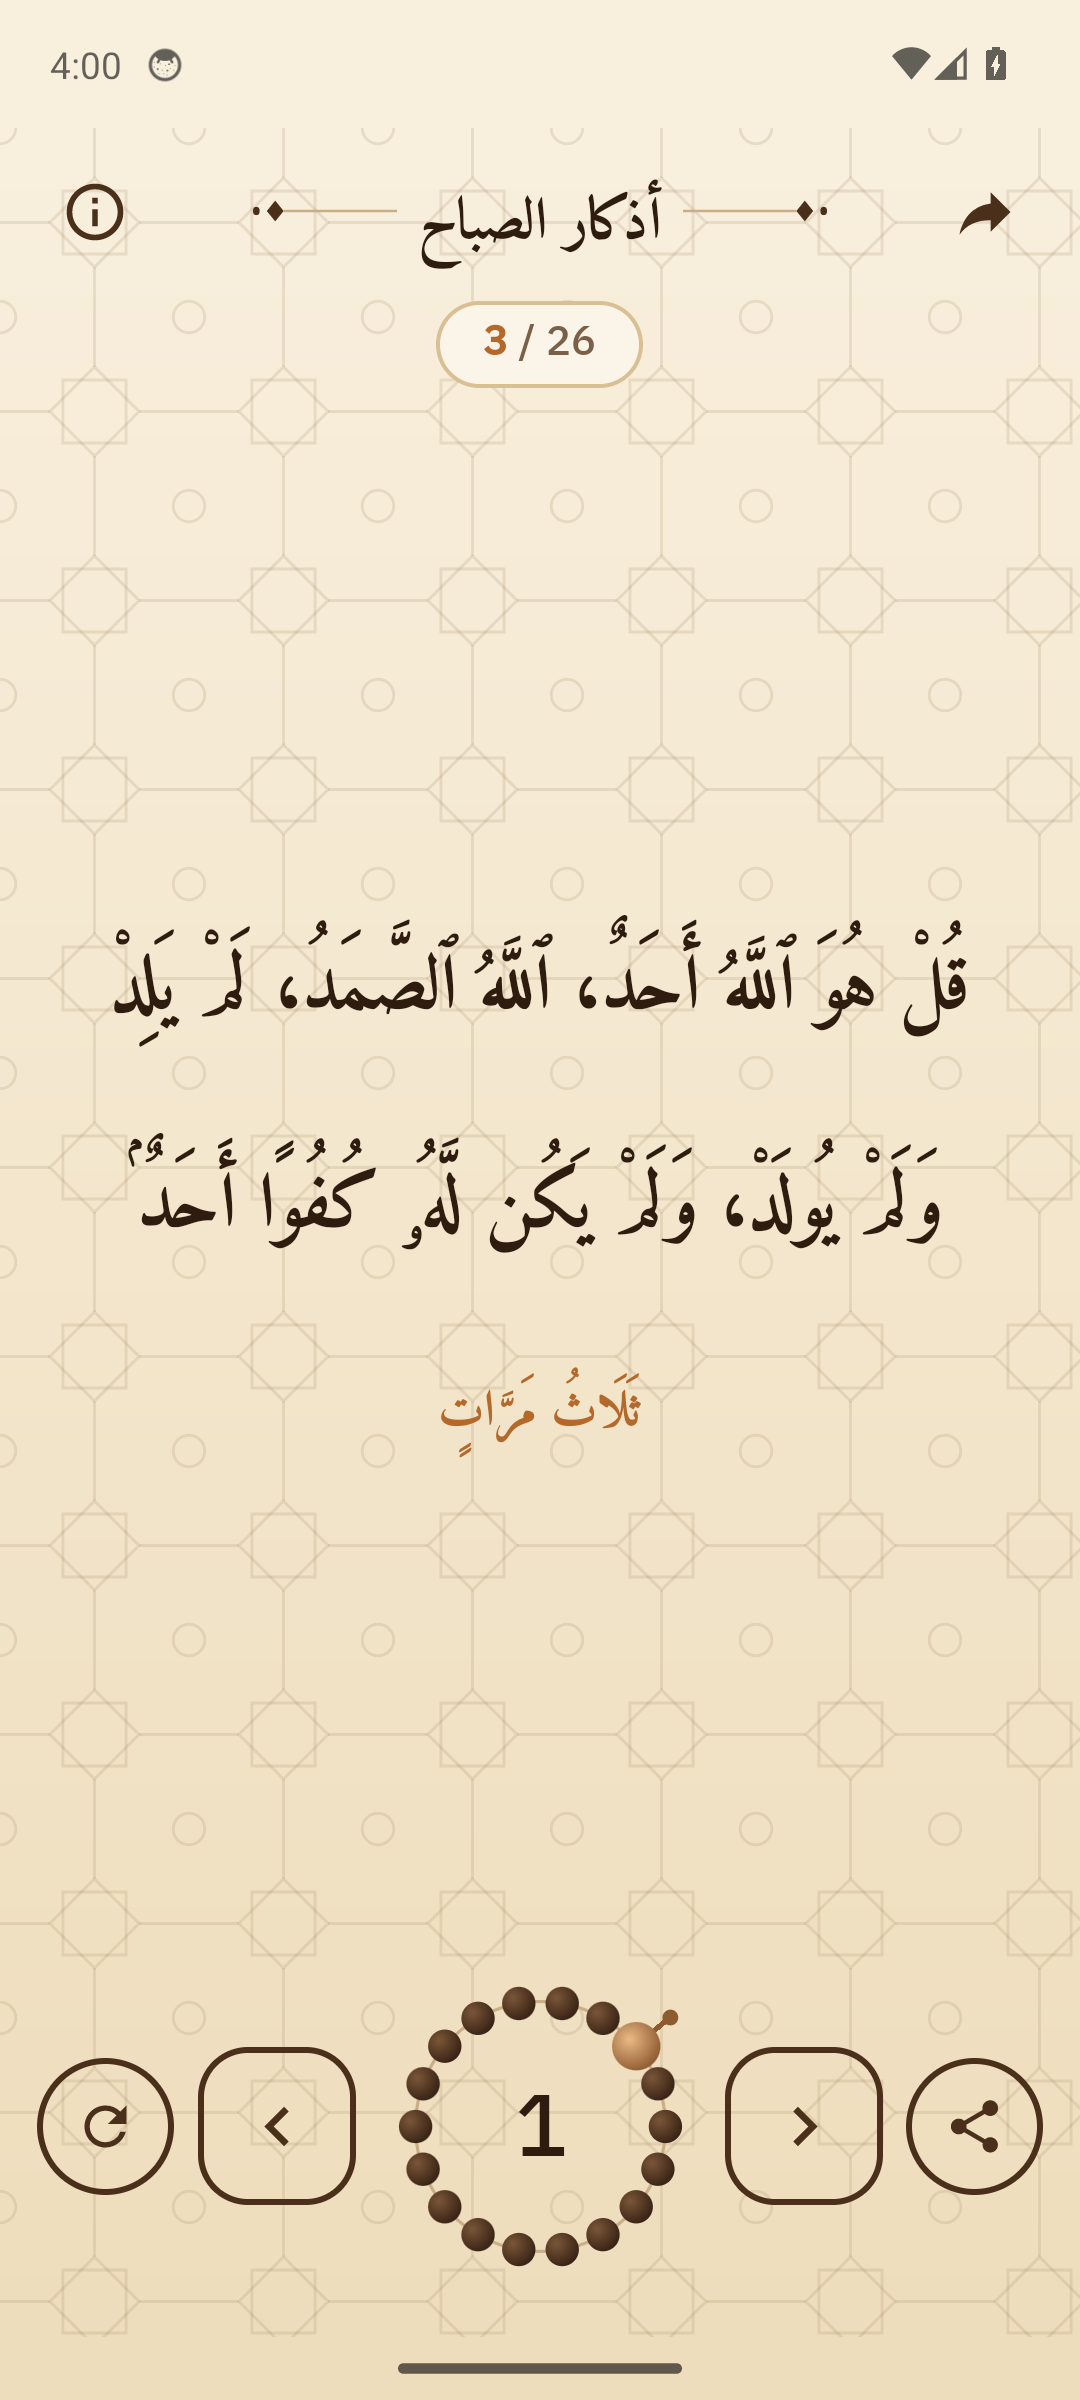 4:00
أذكار الصباح
3 / 26
قُلْ هُوَ ٱللَّهُ أَحَدٌ، ٱللَّهُ ٱلصَّمَدُ، لَمْ يَلِدْ
وَلَمْ يُولَدْ، وَلَمْ يَكُن لَّهُۥ كُفُوًا أَحَدٌۢ
ثَلَاثُ مَرَّاتٍ
1